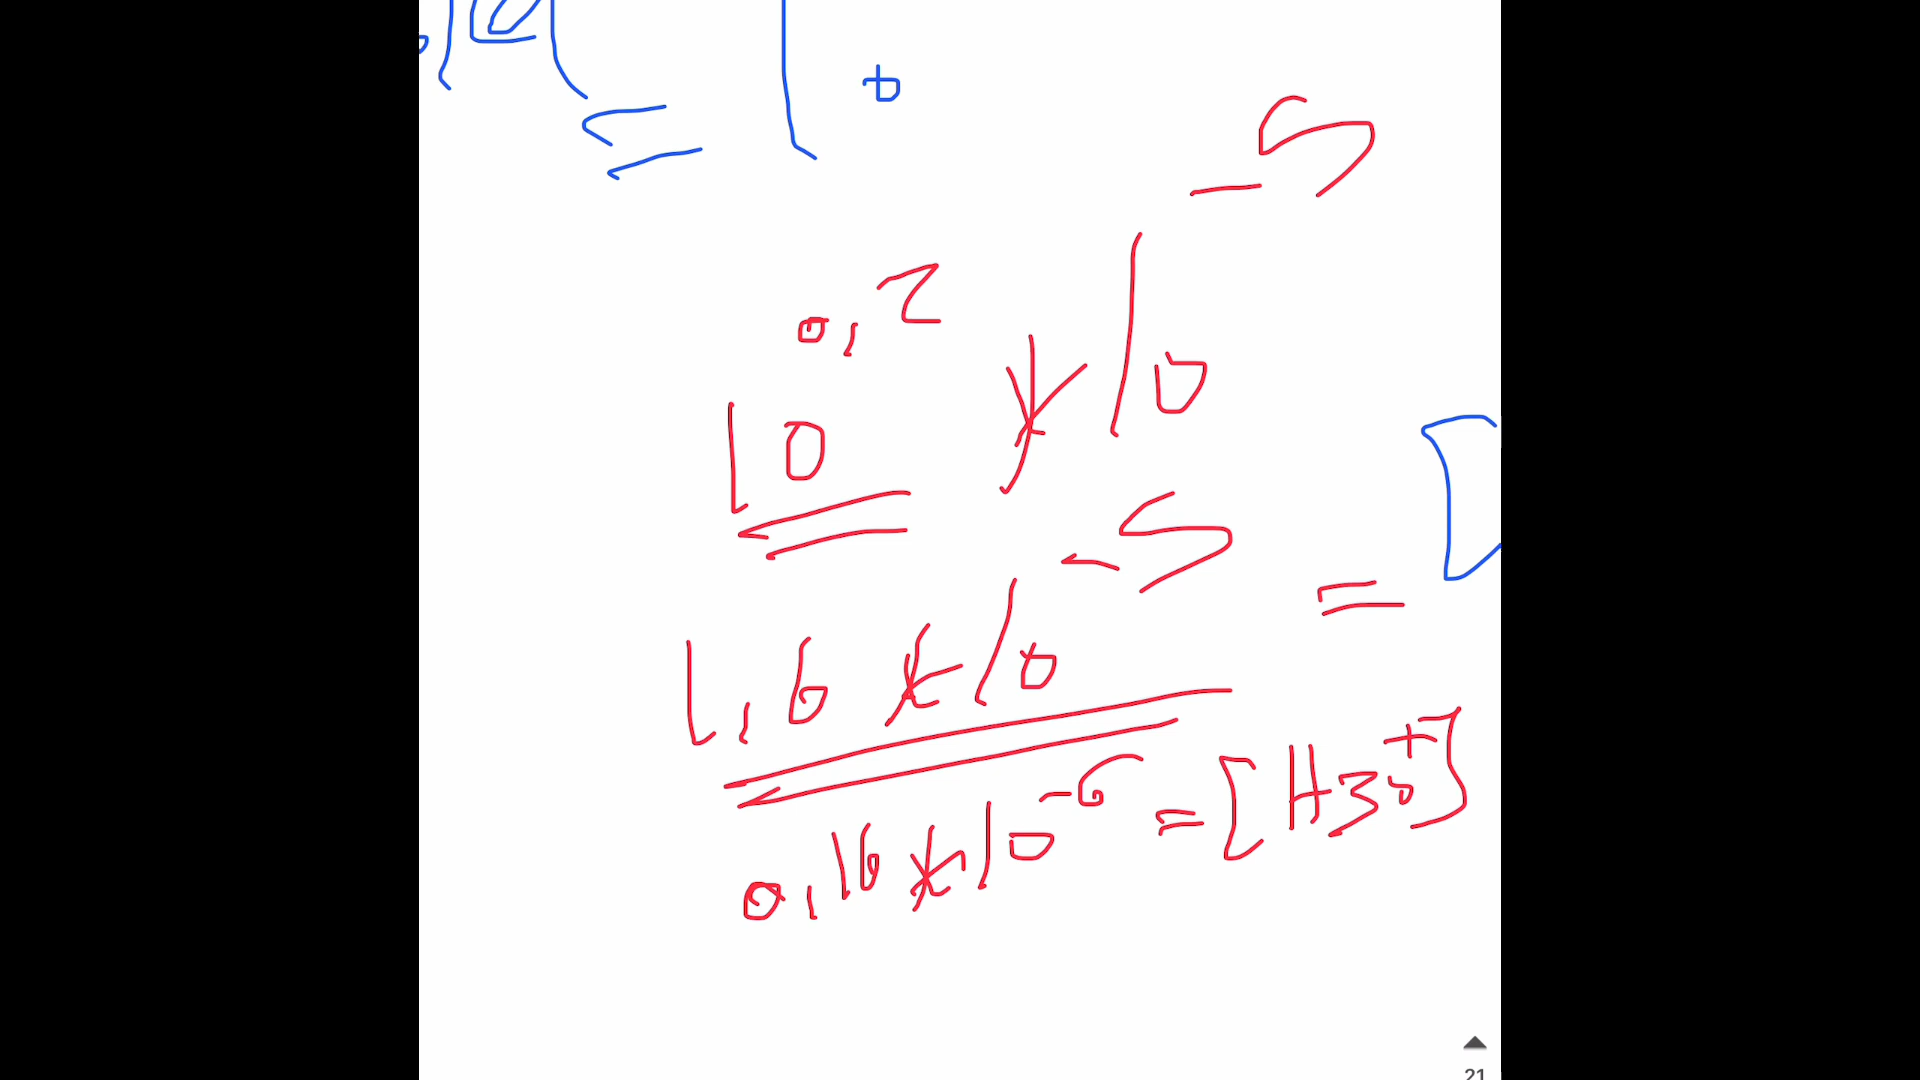 10^0,2 * 10^-5
1,6 * 10^-5 =
0,16 * 10^-6 = [H3O^+]
21